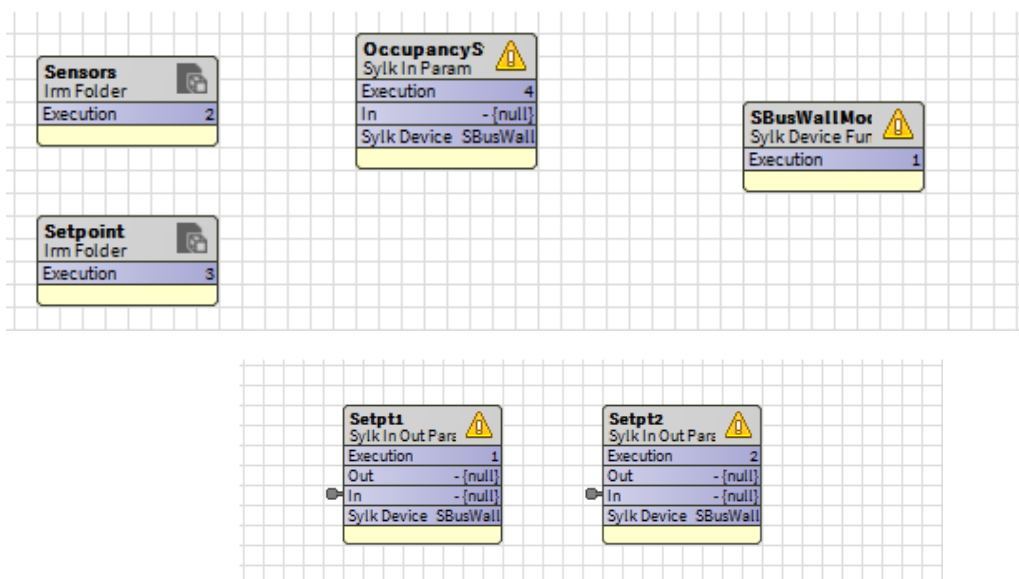 Sensors
Irm Folder
Execution 2
OccupancyS
Sylk In Param
Execution 4
In - {null}
Sylk Device SBusWall
SBusWallMod
Sylk Device Fun
Execution 1
Setpoint
Irm Folder
Execution 3
Setpt1
Sylk In Out Para
Execution 1
Out - {null}
In - {null}
Sylk Device SBusWall
Setpt2
Sylk In Out Para
Execution 2
Out - {null}
In - {null}
Sylk Device SBusWall